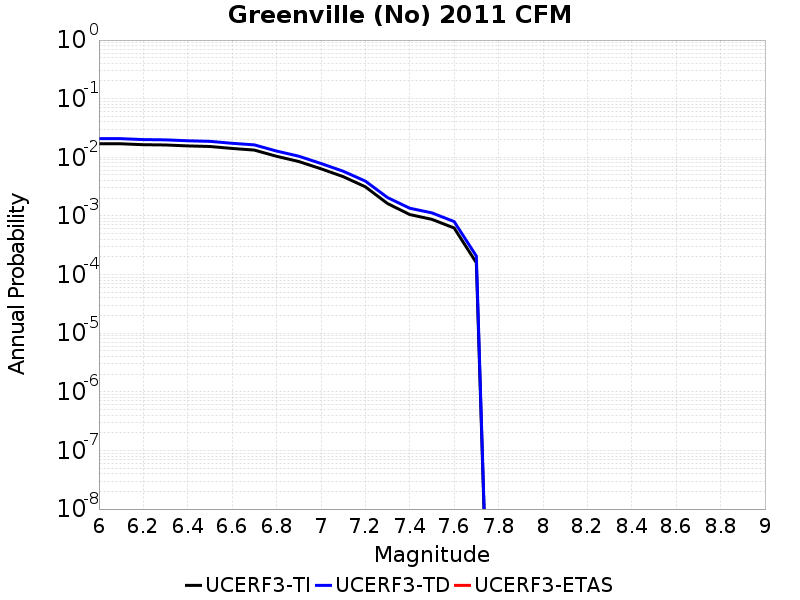 Greenville (No) 2011 CFM
10^0
10^-1
10^-2
10^-3
10^-4
10^-5
10^-6
10^-7
10^-8
Annual Probability
6 6.2 6.4 6.6 6.8 7 7.2 7.4 7.6 7.8 8 8.2 8.4 8.6 8.8 9
Magnitude
UCERF3-TI UCERF3-TD UCERF3-ETAS